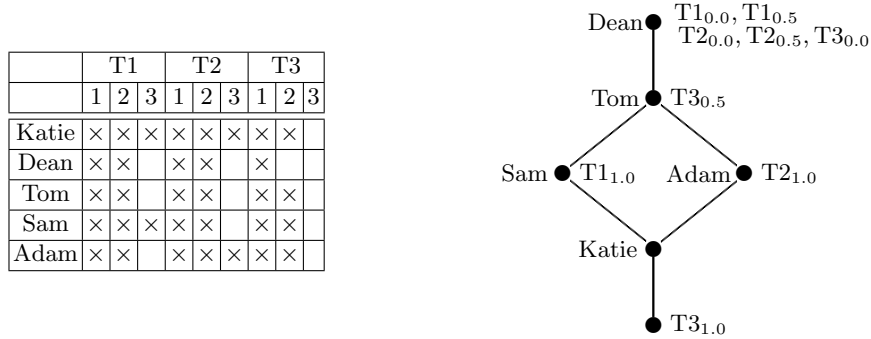 T1 T2 T3
1 2 3 1 2 3 1 2 3
Katie × × × × × × × ×
Dean × × × × ×
Tom × × × × × ×
Sam × × × × × × ×
Adam × × × × × × ×
Dean T1₀.₀, T1₀.₅
T2₀.₀, T2₀.₅, T3₀.₀
Tom T3₀.₅
Sam T1₁.₀ Adam T2₁.₀
Katie
T3₁.₀